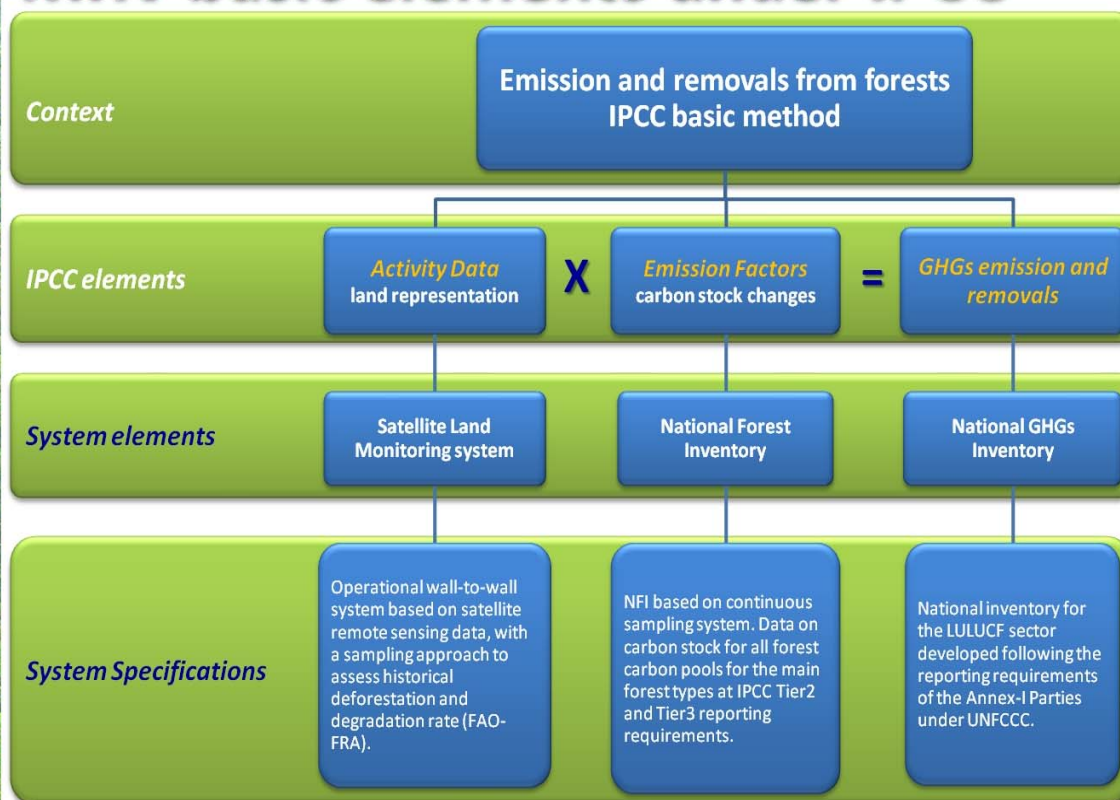 Context
Emission and removals from forests
IPCC basic method
IPCC elements
Activity Data
land representation
X
Emission Factors
carbon stock changes
=
GHGs emission and
removals
System elements
Satellite Land
Monitoring system
National Forest
Inventory
National GHGs
Inventory
System Specifications
Operational wall-to-wall
system based on satellite
remote sensing data, with
a sampling approach to
assess historical
deforestation and
degradation rate (FAO-
FRA).
NFI based on continuous
sampling system. Data on
carbon stock for all forest
carbon pools for the main
forest types at IPCC Tier2
and Tier3 reporting
requirements.
National inventory for
the LULUCF sector
developed following the
reporting requirements
of the Annex-I Parties
under UNFCCC.